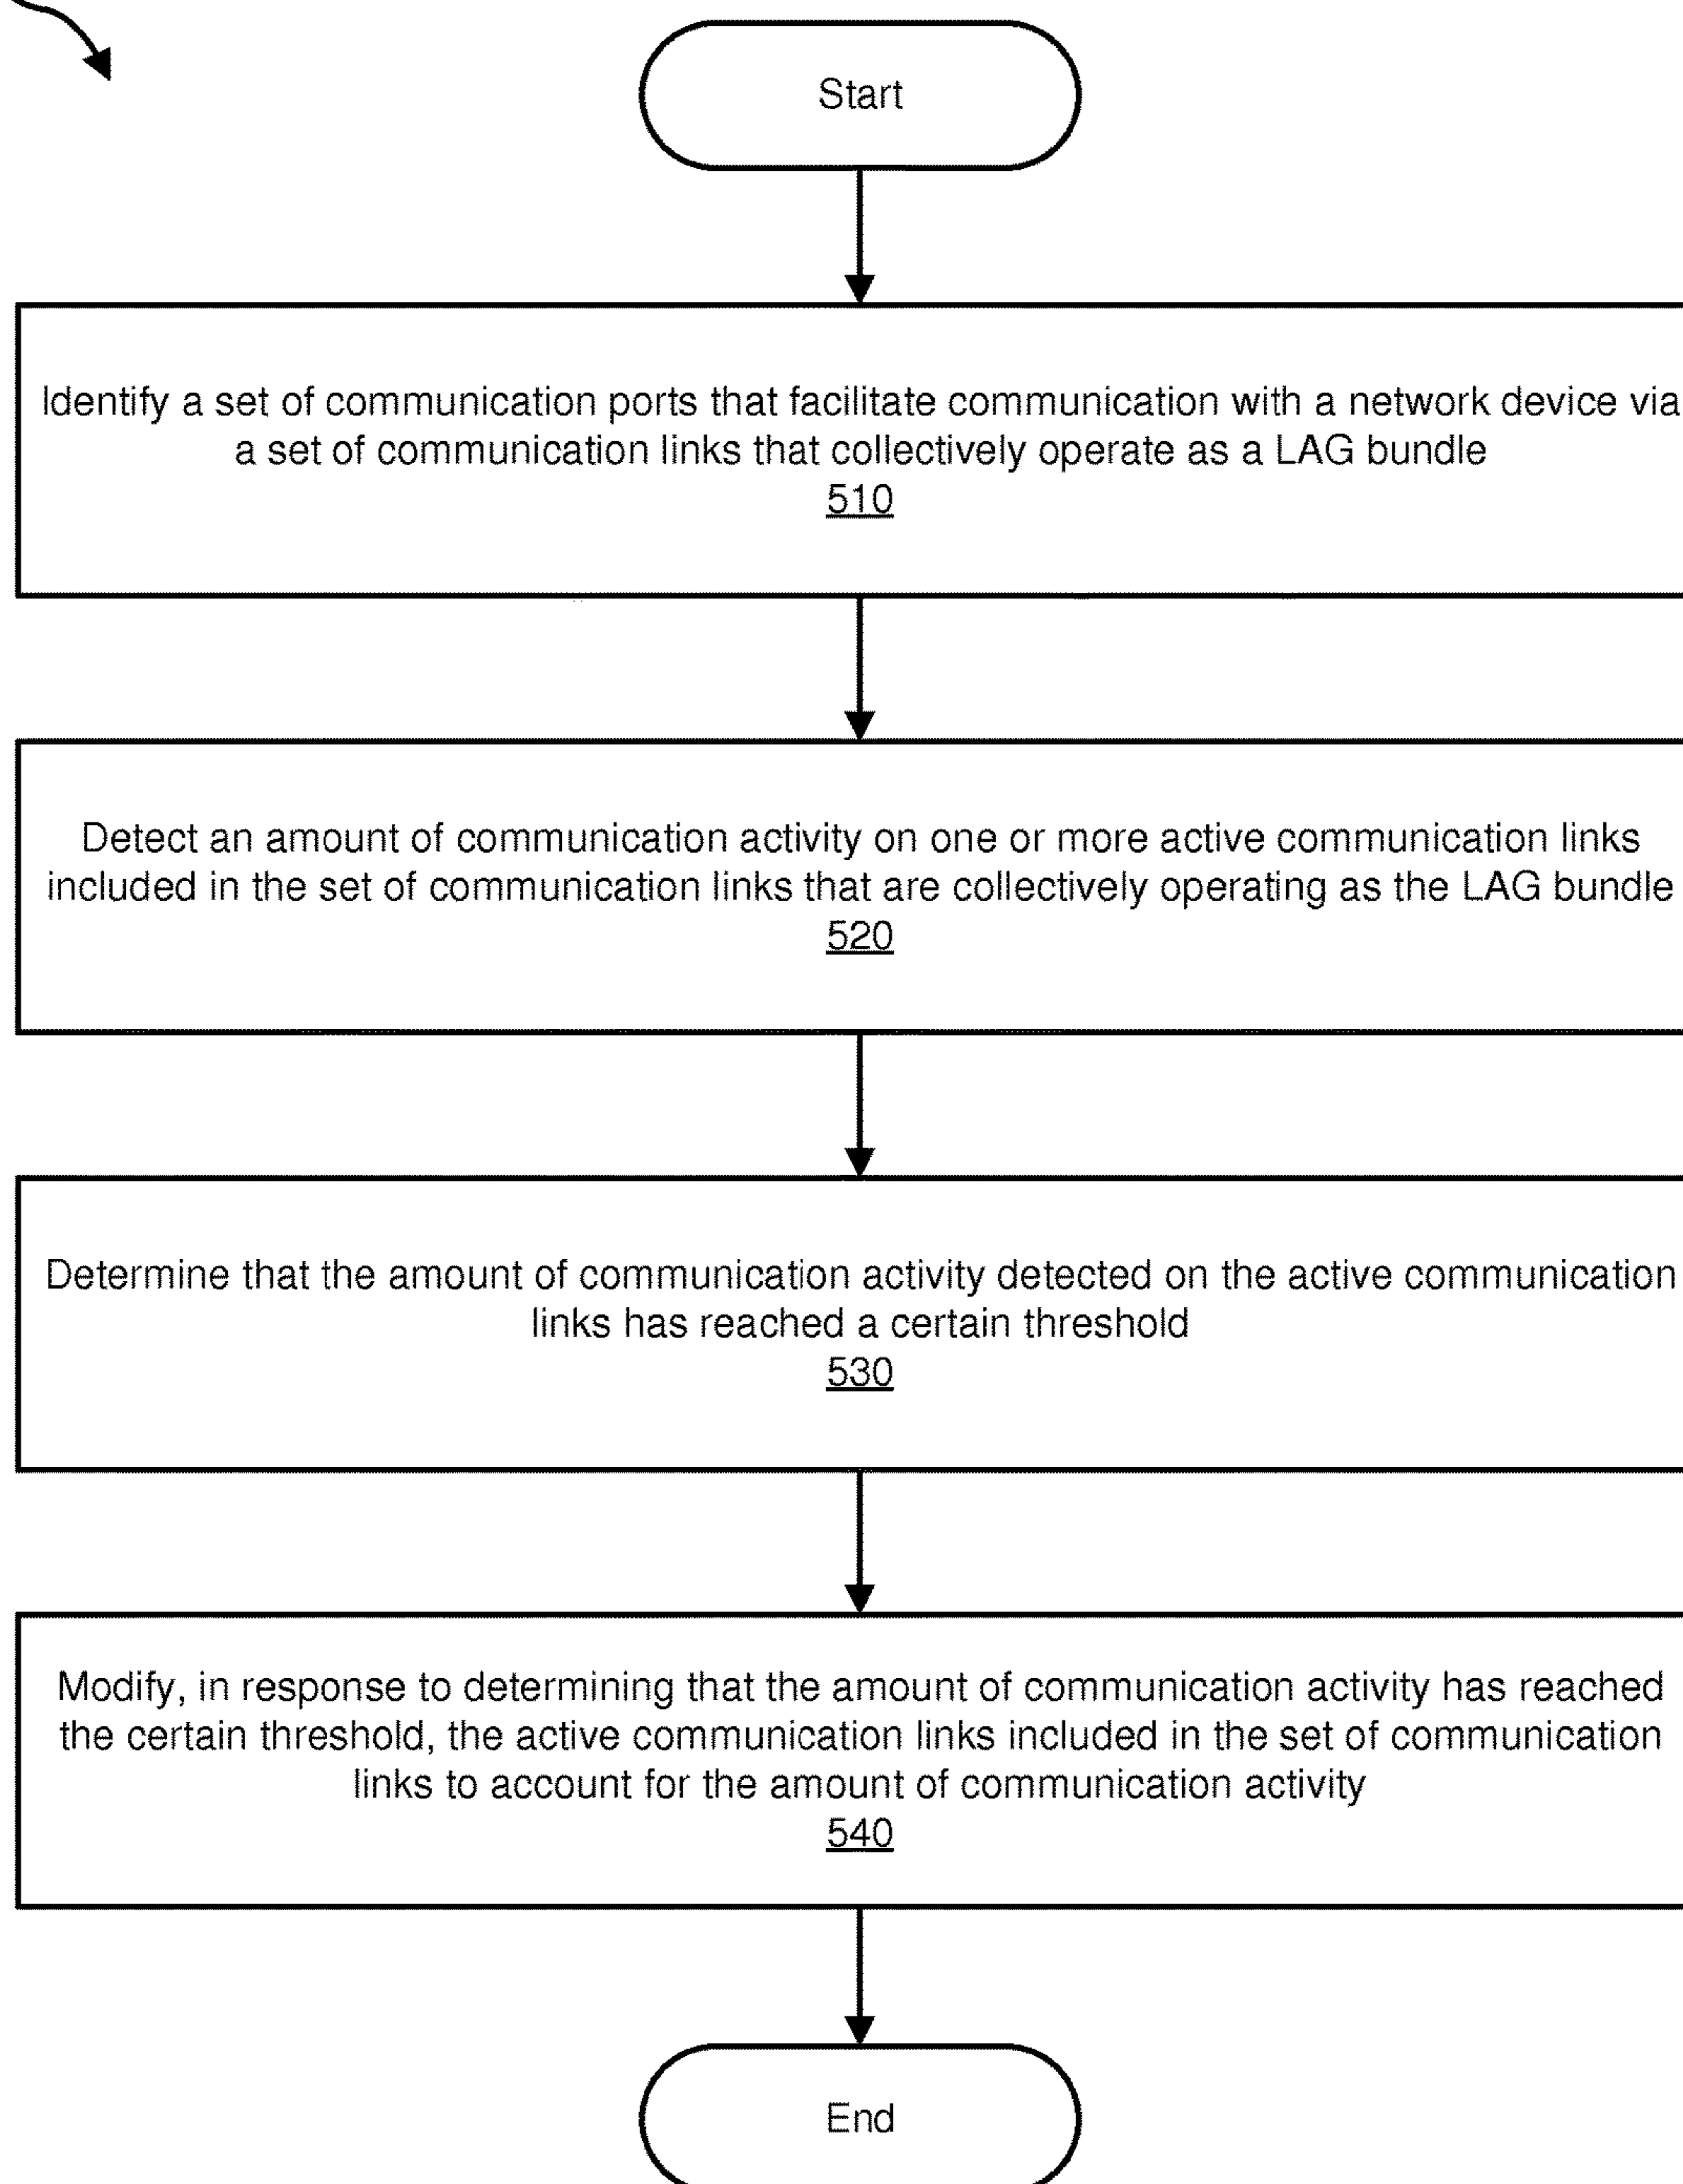 Start
Identify a set of communication ports that facilitate communication with a network device via
a set of communication links that collectively operate as a LAG bundle
510
Detect an amount of communication activity on one or more active communication links
included in the set of communication links that are collectively operating as the LAG bundle
520
Determine that the amount of communication activity detected on the active communication
links has reached a certain threshold
530
Modify, in response to determining that the amount of communication activity has reached
the certain threshold, the active communication links included in the set of communication
links to account for the amount of communication activity
540
End